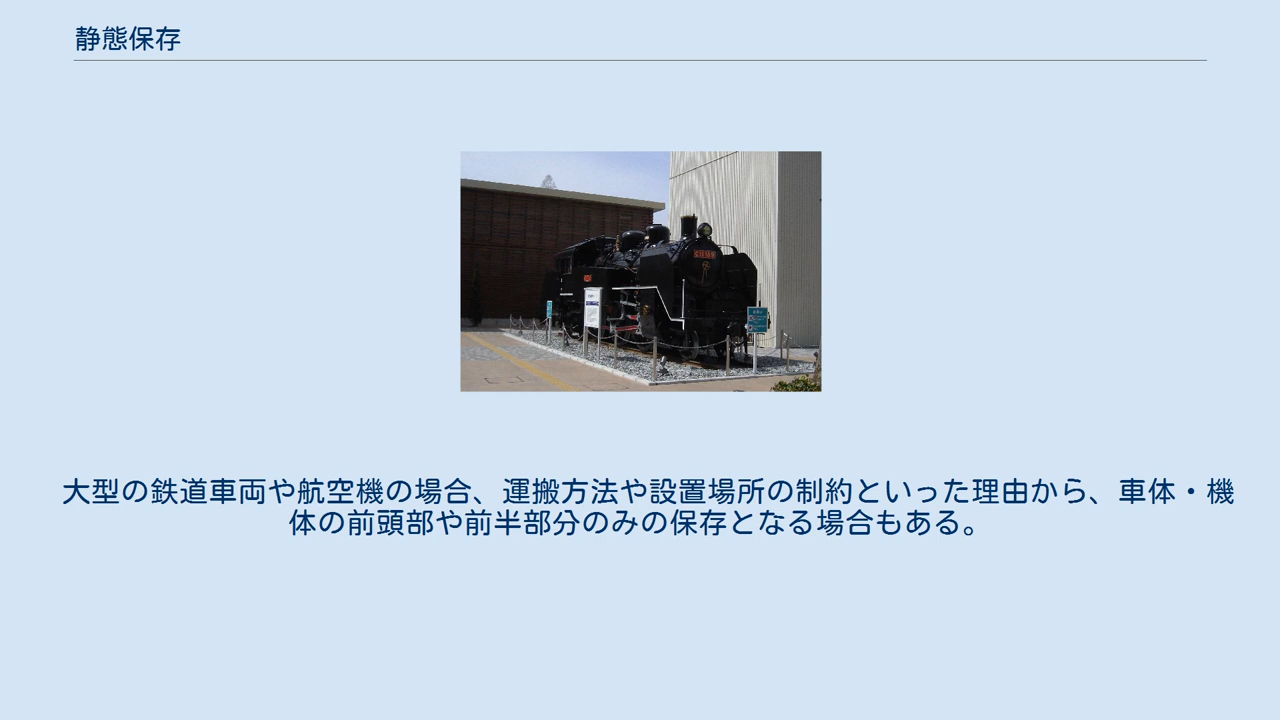 静態保存
大型の鉄道車両や航空機の場合、運搬方法や設置場所の制約といった理由から、車体・機
体の前頭部や前半部分のみの保存となる場合もある。